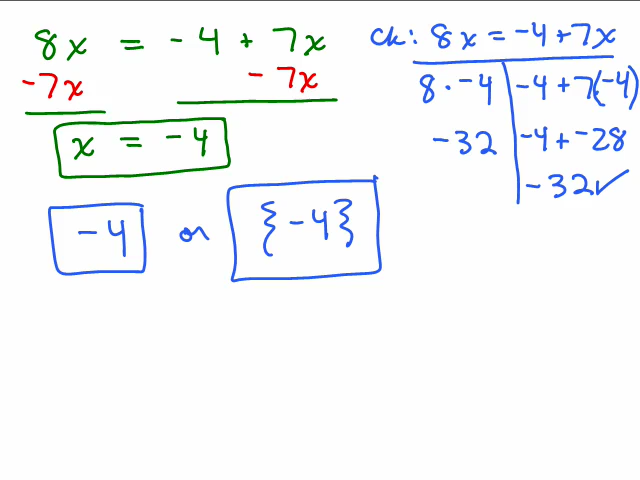 8x = -4 + 7x
-7x - 7x
x = -4
-4 or {-4}
ck: 8x = -4 + 7x
8 · -4 -4 + 7(-4)
-32 -4 + -28
-32 ✓